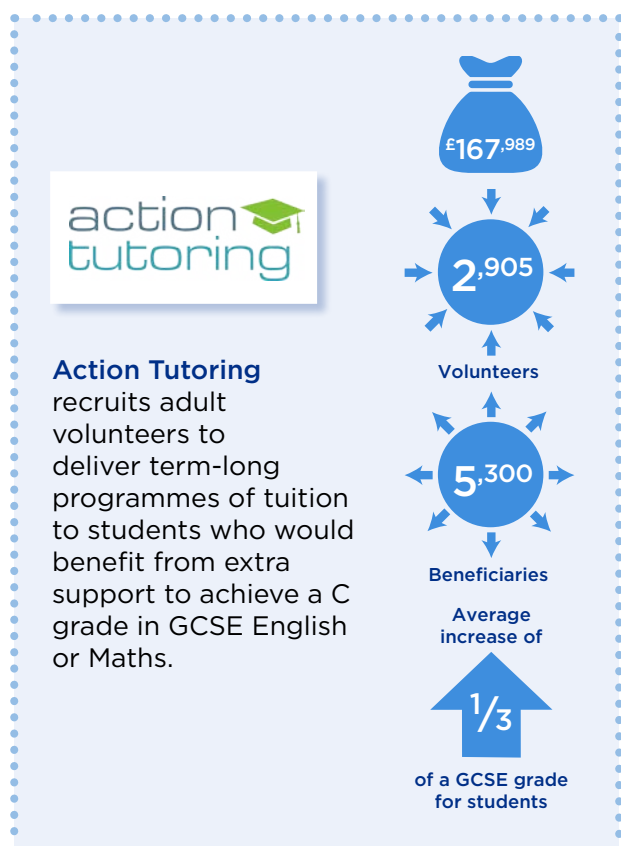 action
tutoring
Action Tutoring
recruits adult
volunteers to
deliver term-long
programmes of tuition
to students who would
benefit from extra
support to achieve a C
grade in GCSE English
or Maths.
£167,989
2,905
Volunteers
5,300
Beneficiaries
Average
increase of
1/3
of a GCSE grade
for students